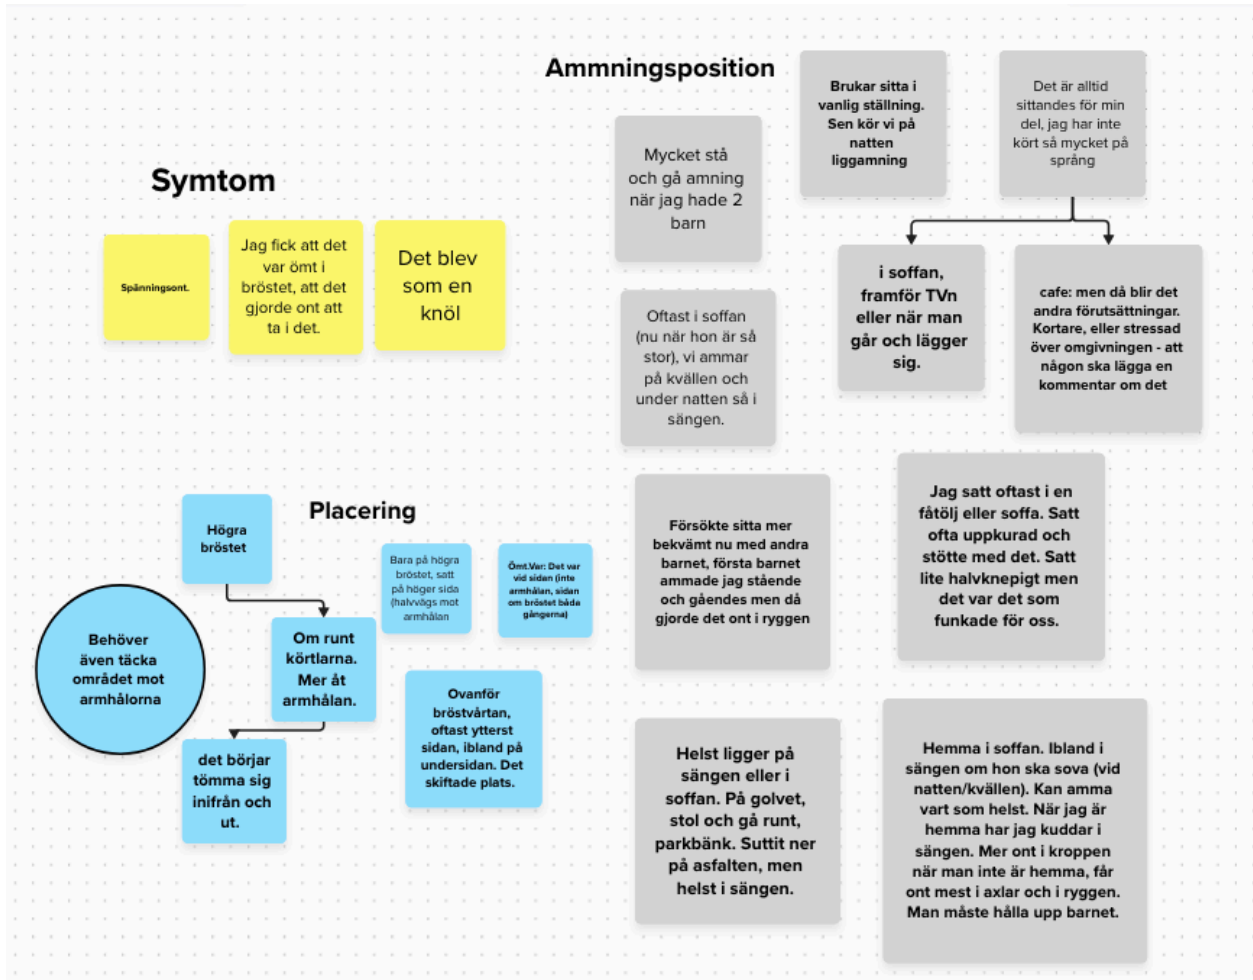 Symtom
Spänningsont.
Jag fick att det
var ömt i
bröstet, att det
gjorde ont att
ta i det.
Det blev
som en
knöl
Placering
Högra
bröstet
Om runt
körtlarna.
Mer åt
armhålan.
det börjar
tömma sig
inifrån och
ut.
Behöver
även täcka
området mot
armhålorna
Bara på högra
bröstet, satt
på höger sida
(halvvägs mot
armhålan
Ömt.Var: Det var
vid sidan (inte
armhålan, sidan
om bröstet båda
gångerna)
Ovanför
bröstvårtan,
oftast ytterst
sidan, ibland på
undersidan. Det
skiftade plats.
Ammningsposition
Mycket stå
och gå amning
när jag hade 2
barn
Brukar sitta i
vanlig ställning.
Sen kör vi på
natten
liggamning
Det är alltid
sittandes för min
del, jag har inte
kört så mycket på
språng
i soffan,
framför TVn
eller när man
går och lägger
sig.
cafe: men då blir det
andra förutsättningar.
Kortare, eller stressad
över omgivningen - att
någon ska lägga en
kommentar om det
Oftast i soffan
(nu när hon är så
stor), vi ammar
på kvällen och
under natten så i
sängen.
Försökte sitta mer
bekvämt nu med andra
barnet, första barnet
ammade jag stående
och gåendes men då
gjorde det ont i ryggen
Jag satt oftast i en
fåtölj eller soffa. Satt
ofta uppkurad och
stötte med det. Satt
lite halvknepigt men
det var det som
funkade för oss.
Helst ligger på
sängen eller i
soffan. På golvet,
stol och gå runt,
parkbänk. Suttit ner
på asfalten, men
helst i sängen.
Hemma i soffan. Ibland i
sängen om hon ska sova (vid
natten/kvällen). Kan amma
vart som helst. När jag är
hemma har jag kuddar i
sängen. Mer ont i kroppen
när man inte är hemma, får
ont mest i axlar och i ryggen.
Man måste hålla upp barnet.